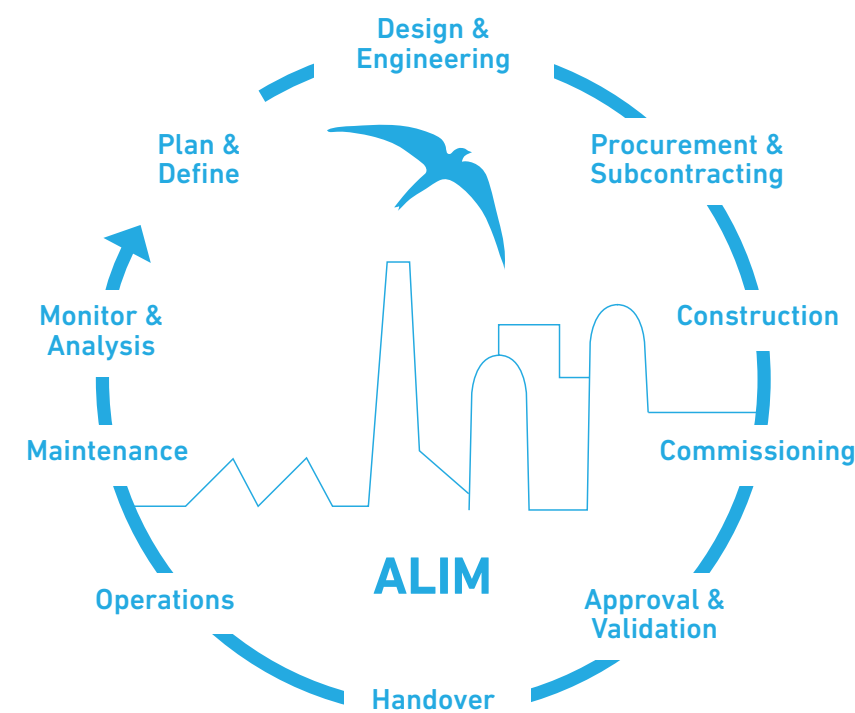 Design &
Engineering
Plan &
Define
Procurement &
Subcontracting
Monitor &
Analysis
Construction
Maintenance
Commissioning
ALIM
Operations
Approval &
Validation
Handover